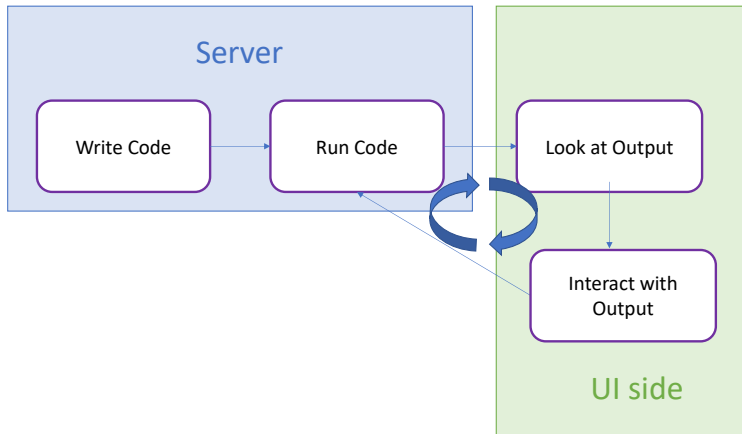 Server
Write Code
Run Code
Look at Output
Interact with
Output
UI side